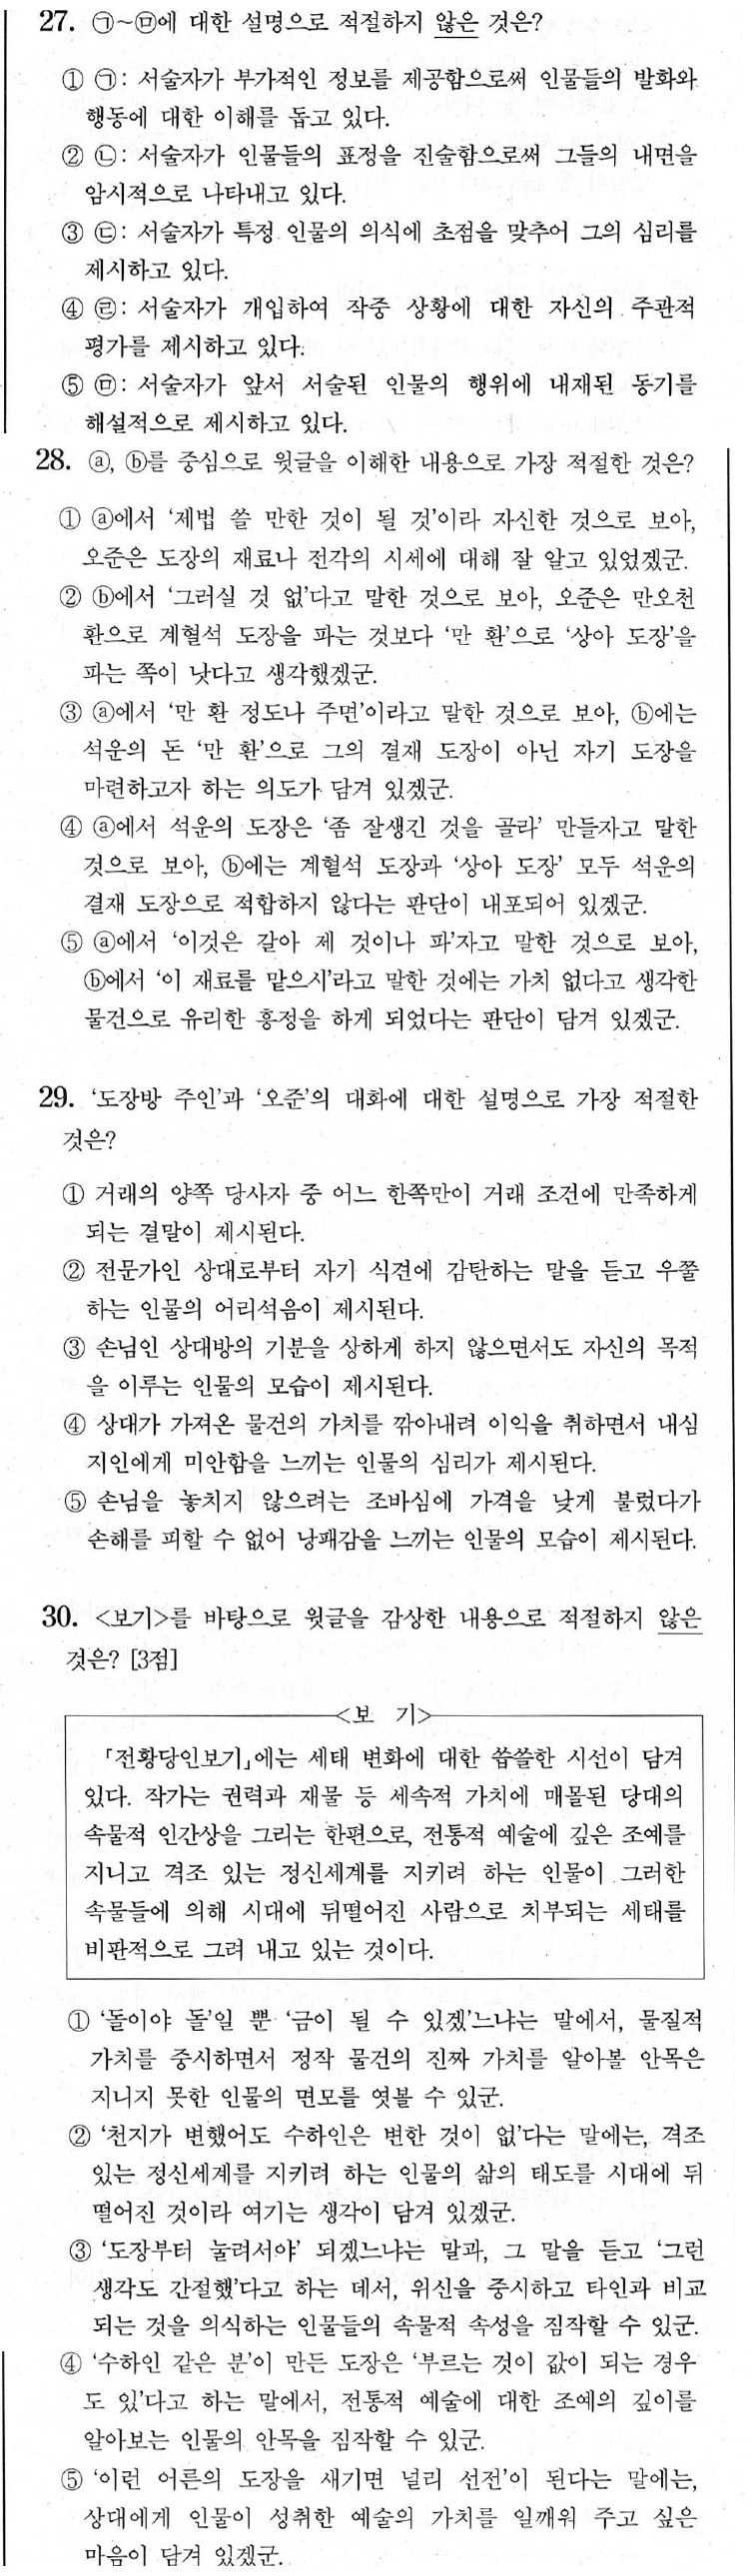 27. ㉠~㉤에 대한 설명으로 적절하지 않은 것은?
① ㉠: 서술자가 부가적인 정보를 제공함으로써 인물들의 발화와
행동에 대한 이해를 돕고 있다.
② ㉡: 서술자가 인물들의 표정을 진술함으로써 그들의 내면을
암시적으로 나타내고 있다.
③ ㉢: 서술자가 특정 인물의 의식에 초점을 맞추어 그의 심리를
제시하고 있다.
④ ㉣: 서술자가 개입하여 작중 상황에 대한 자신의 주관적
평가를 제시하고 있다.
⑤ ㉤: 서술자가 앞서 서술된 인물의 행위에 내재된 동기를
해설적으로 제시하고 있다.
28. ⓐ, ⓑ를 중심으로 윗글을 이해한 내용으로 가장 적절한 것은?
① ⓐ에서 ‘제법 쓸 만한 것이 될 것’이라 자신한 것으로 보아,
오준은 도장의 재료나 전각의 시세에 대해 잘 알고 있었겠군.
② ⓑ에서 ‘그러실 것 없’다고 말한 것으로 보아, 오준은 만오천
환으로 계혈석 도장을 파는 것보다 ‘만 환’으로 ‘상아 도장’을
파는 쪽이 낫다고 생각했겠군.
③ ⓐ에서 ‘만 환 정도나 주면’이라고 말한 것으로 보아, ⓑ에는
석운의 돈 ‘만 환’으로 그의 결재 도장이 아닌 자기 도장을
마련하고자 하는 의도가 담겨 있겠군.
④ ⓐ에서 석운의 도장은 ‘좀 잘생긴 것을 골라’ 만들자고 말한
것으로 보아, ⓑ에는 계혈석 도장과 ‘상아 도장’ 모두 석운의
결재 도장으로 적합하지 않다는 판단이 내포되어 있겠군.
⑤ ⓐ에서 ‘이것은 갈아 제 것이나 파’자고 말한 것으로 보아,
ⓑ에서 ‘이 재료를 맡으시’라고 말한 것에는 가치 없다고 생각한
물건으로 유리한 흥정을 하게 되었다는 판단이 담겨 있겠군.
29. ‘도장방 주인’과 ‘오준’의 대화에 대한 설명으로 가장 적절한
것은?
① 거래의 양쪽 당사자 중 어느 한쪽만이 거래 조건에 만족하게
되는 결말이 제시된다.
② 전문가인 상대로부터 자기 식견에 감탄하는 말을 듣고 우쭐
하는 인물의 어리석음이 제시된다.
③ 손님인 상대방의 기분을 상하게 하지 않으면서도 자신의 목적
을 이루는 인물의 모습이 제시된다.
④ 상대가 가져온 물건의 가치를 깎아내려 이익을 취하면서 내심
지인에게 미안함을 느끼는 인물의 심리가 제시된다.
⑤ 손님을 놓치지 않으려는 조바심에 가격을 낮게 불렀다가
손해를 피할 수 없어 낭패감을 느끼는 인물의 모습이 제시된다.
30. <보기>를 바탕으로 윗글을 감상한 내용으로 적절하지 않은
것은? [3점]
<보 기>
「전황당인보기」에는 세태 변화에 대한 씁쓸한 시선이 담겨
있다. 작가는 권력과 재물 등 세속적 가치에 매몰된 당대의
속물적 인간상을 그리는 한편으로, 전통적 예술에 깊은 조예를
지니고 격조 있는 정신세계를 지키려 하는 인물이 그러한
속물들에 의해 시대에 뒤떨어진 사람으로 치부되는 세태를
비판적으로 그려 내고 있는 것이다.
① ‘돌이야 돌’일 뿐 ‘금이 될 수 있겠’느냐는 말에서, 물질적
가치를 중시하면서 정작 물건의 진짜 가치를 알아볼 안목은
지니지 못한 인물의 면모를 엿볼 수 있군.
② ‘천지가 변했어도 수하인은 변한 것이 없’다는 말에는, 격조
있는 정신세계를 지키려 하는 인물의 삶의 태도를 시대에 뒤
떨어진 것이라 여기는 생각이 담겨 있겠군.
③ ‘도장부터 눌려서야’ 되겠느냐는 말과, 그 말을 듣고 ‘그런
생각도 간절했’다고 하는 데서, 위신을 중시하고 타인과 비교
되는 것을 의식하는 인물들의 속물적 속성을 짐작할 수 있군.
④ ‘수하인 같은 분’이 만든 도장은 ‘부르는 것이 값이 되는 경우
도 있’다고 하는 말에서, 전통적 예술에 대한 조예의 깊이를
알아보는 인물의 안목을 짐작할 수 있군.
⑤ ‘이런 어른의 도장을 새기면 널리 선전’이 된다는 말에는,
상대에게 인물이 성취한 예술의 가치를 일깨워 주고 싶은
마음이 담겨 있겠군.